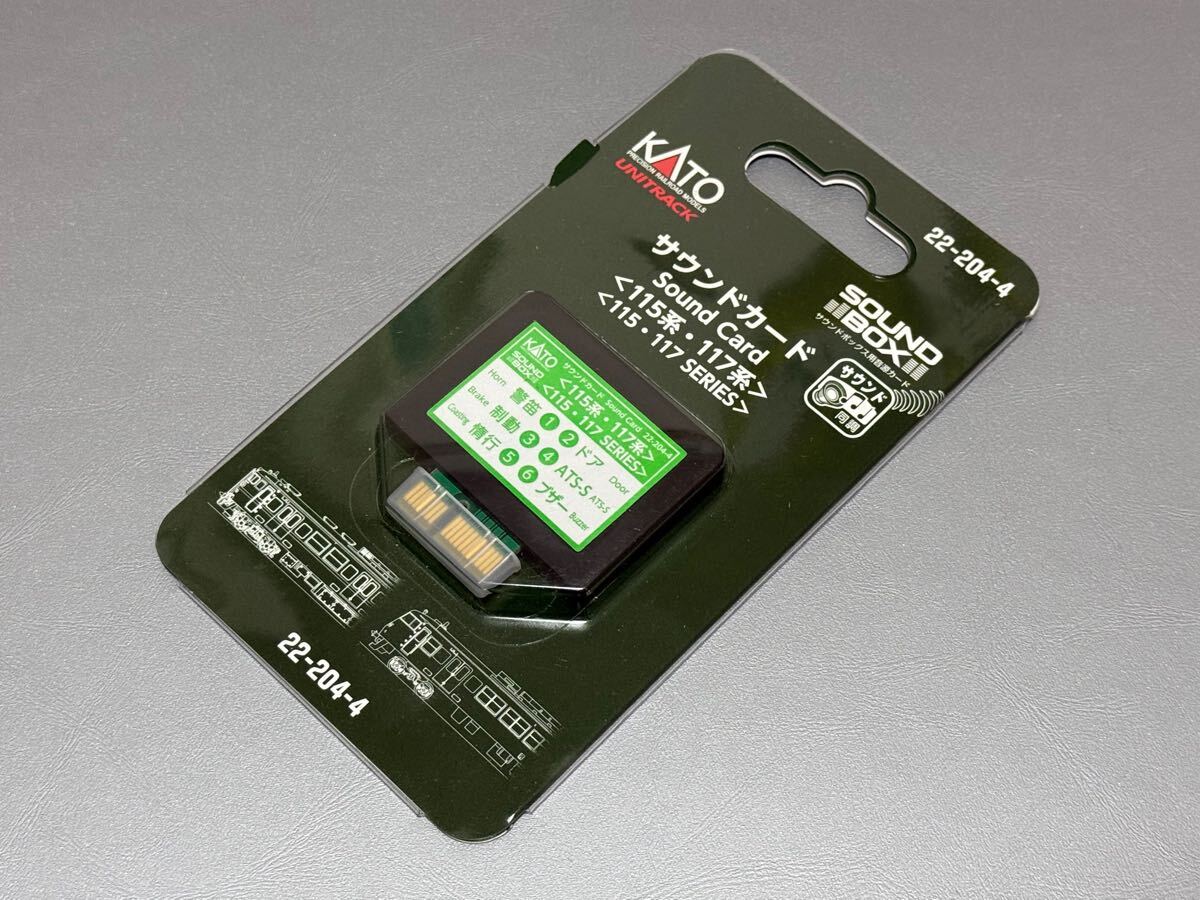 KATO
PRECISION RAILROAD MODELS
UNITRACK
22-204-4
サウンドカード
Sound Card
<115系・117系>
<115・117 SERIES>
SOUND
BOX
サウンドボックス用音源カード
サウンド
同調
KATO
SOUND
BOX
サウンドカード Sound Card 22-204-4
<115系・117系>
<115・117 SERIES>
Horn 警笛 1 2 ドア Door
Brake 制動 3 4 ATS-S ATS-S
Coasting 惰行 5 6 ブザー Buzzer
22-204-4